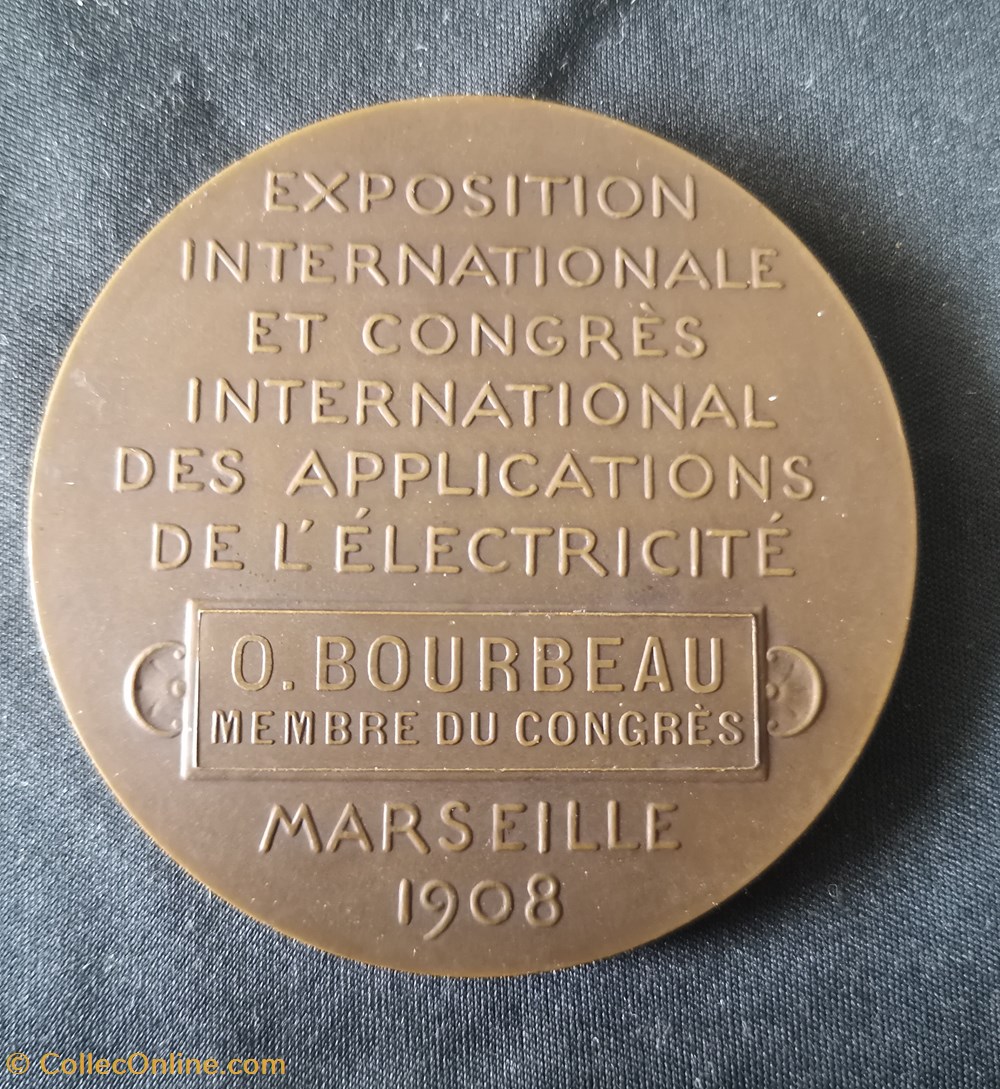 EXPOSITION
INTERNATIONALE
ET CONGRÈS
INTERNATIONAL
DES APPLICATIONS
DE L'ÉLECTRICITÉ
O. BOURBEAU
MEMBRE DU CONGRÈS
MARSEILLE
1908
© CollecOnline.com